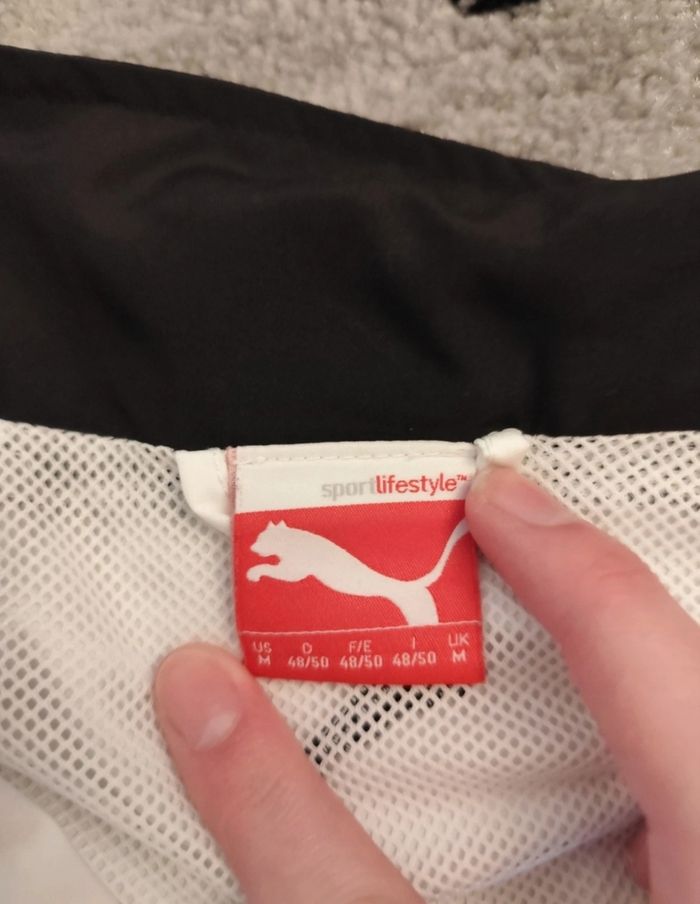 sportlifestyle™
US D F/E I UK
M 48/50 48/50 48/50 M